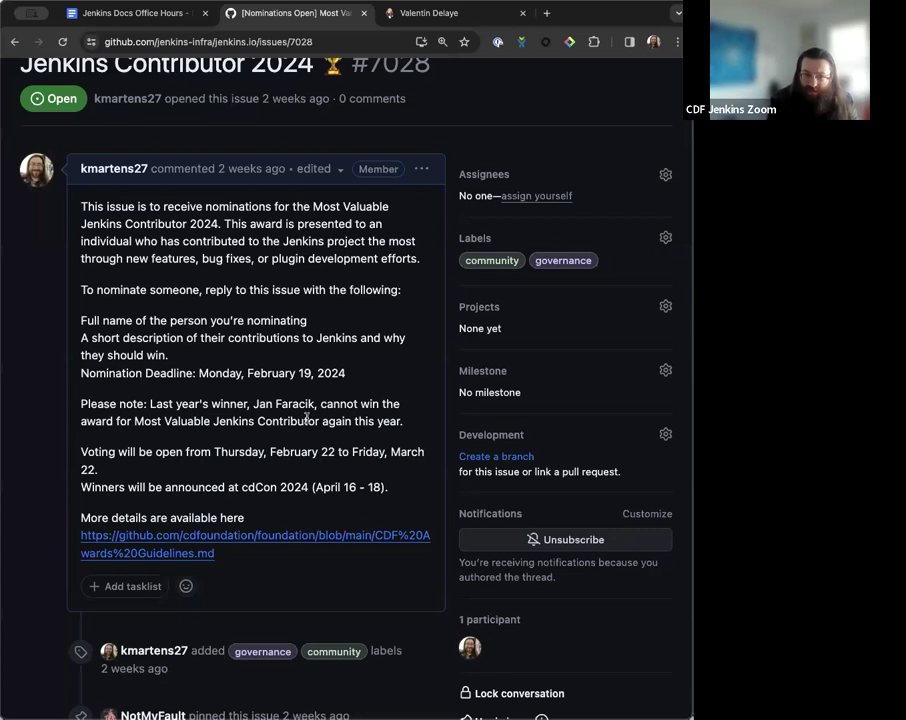 Jenkins Docs Office Hours -
[Nominations Open] Most Va
Valentin Delaye
github.com/jenkins-infra/jenkins.io/issues/7028
Jenkins Contributor 2024 🏆 #7028
Open
kmartens27 opened this issue 2 weeks ago · 0 comments
kmartens27 commented 2 weeks ago · edited
Member
This issue is to receive nominations for the Most Valuable
Jenkins Contributor 2024. This award is presented to an
individual who has contributed to the Jenkins project the most
through new features, bug fixes, or plugin development efforts.
To nominate someone, reply to this issue with the following:
Full name of the person you're nominating
A short description of their contributions to Jenkins and why
they should win.
Nomination Deadline: Monday, February 19, 2024
Please note: Last year's winner, Jan Faracik, cannot win the
award for Most Valuable Jenkins Contributor again this year.
Voting will be open from Thursday, February 22 to Friday, March
22.
Winners will be announced at cdCon 2024 (April 16 - 18).
More details are available here
https://github.com/cdfoundation/foundation/blob/main/CDF%20A
wards%20Guidelines.md
Add tasklist
kmartens27 added governance community labels
2 weeks ago
NotMyFault pinned this issue 2 weeks ago
Assignees
No one—assign yourself
Labels
community governance
Projects
None yet
Milestone
No milestone
Development
Create a branch
for this issue or link a pull request.
Notifications
Customize
Unsubscribe
You're receiving notifications because you
authored the thread.
1 participant
Lock conversation
CDF Jenkins Zoom